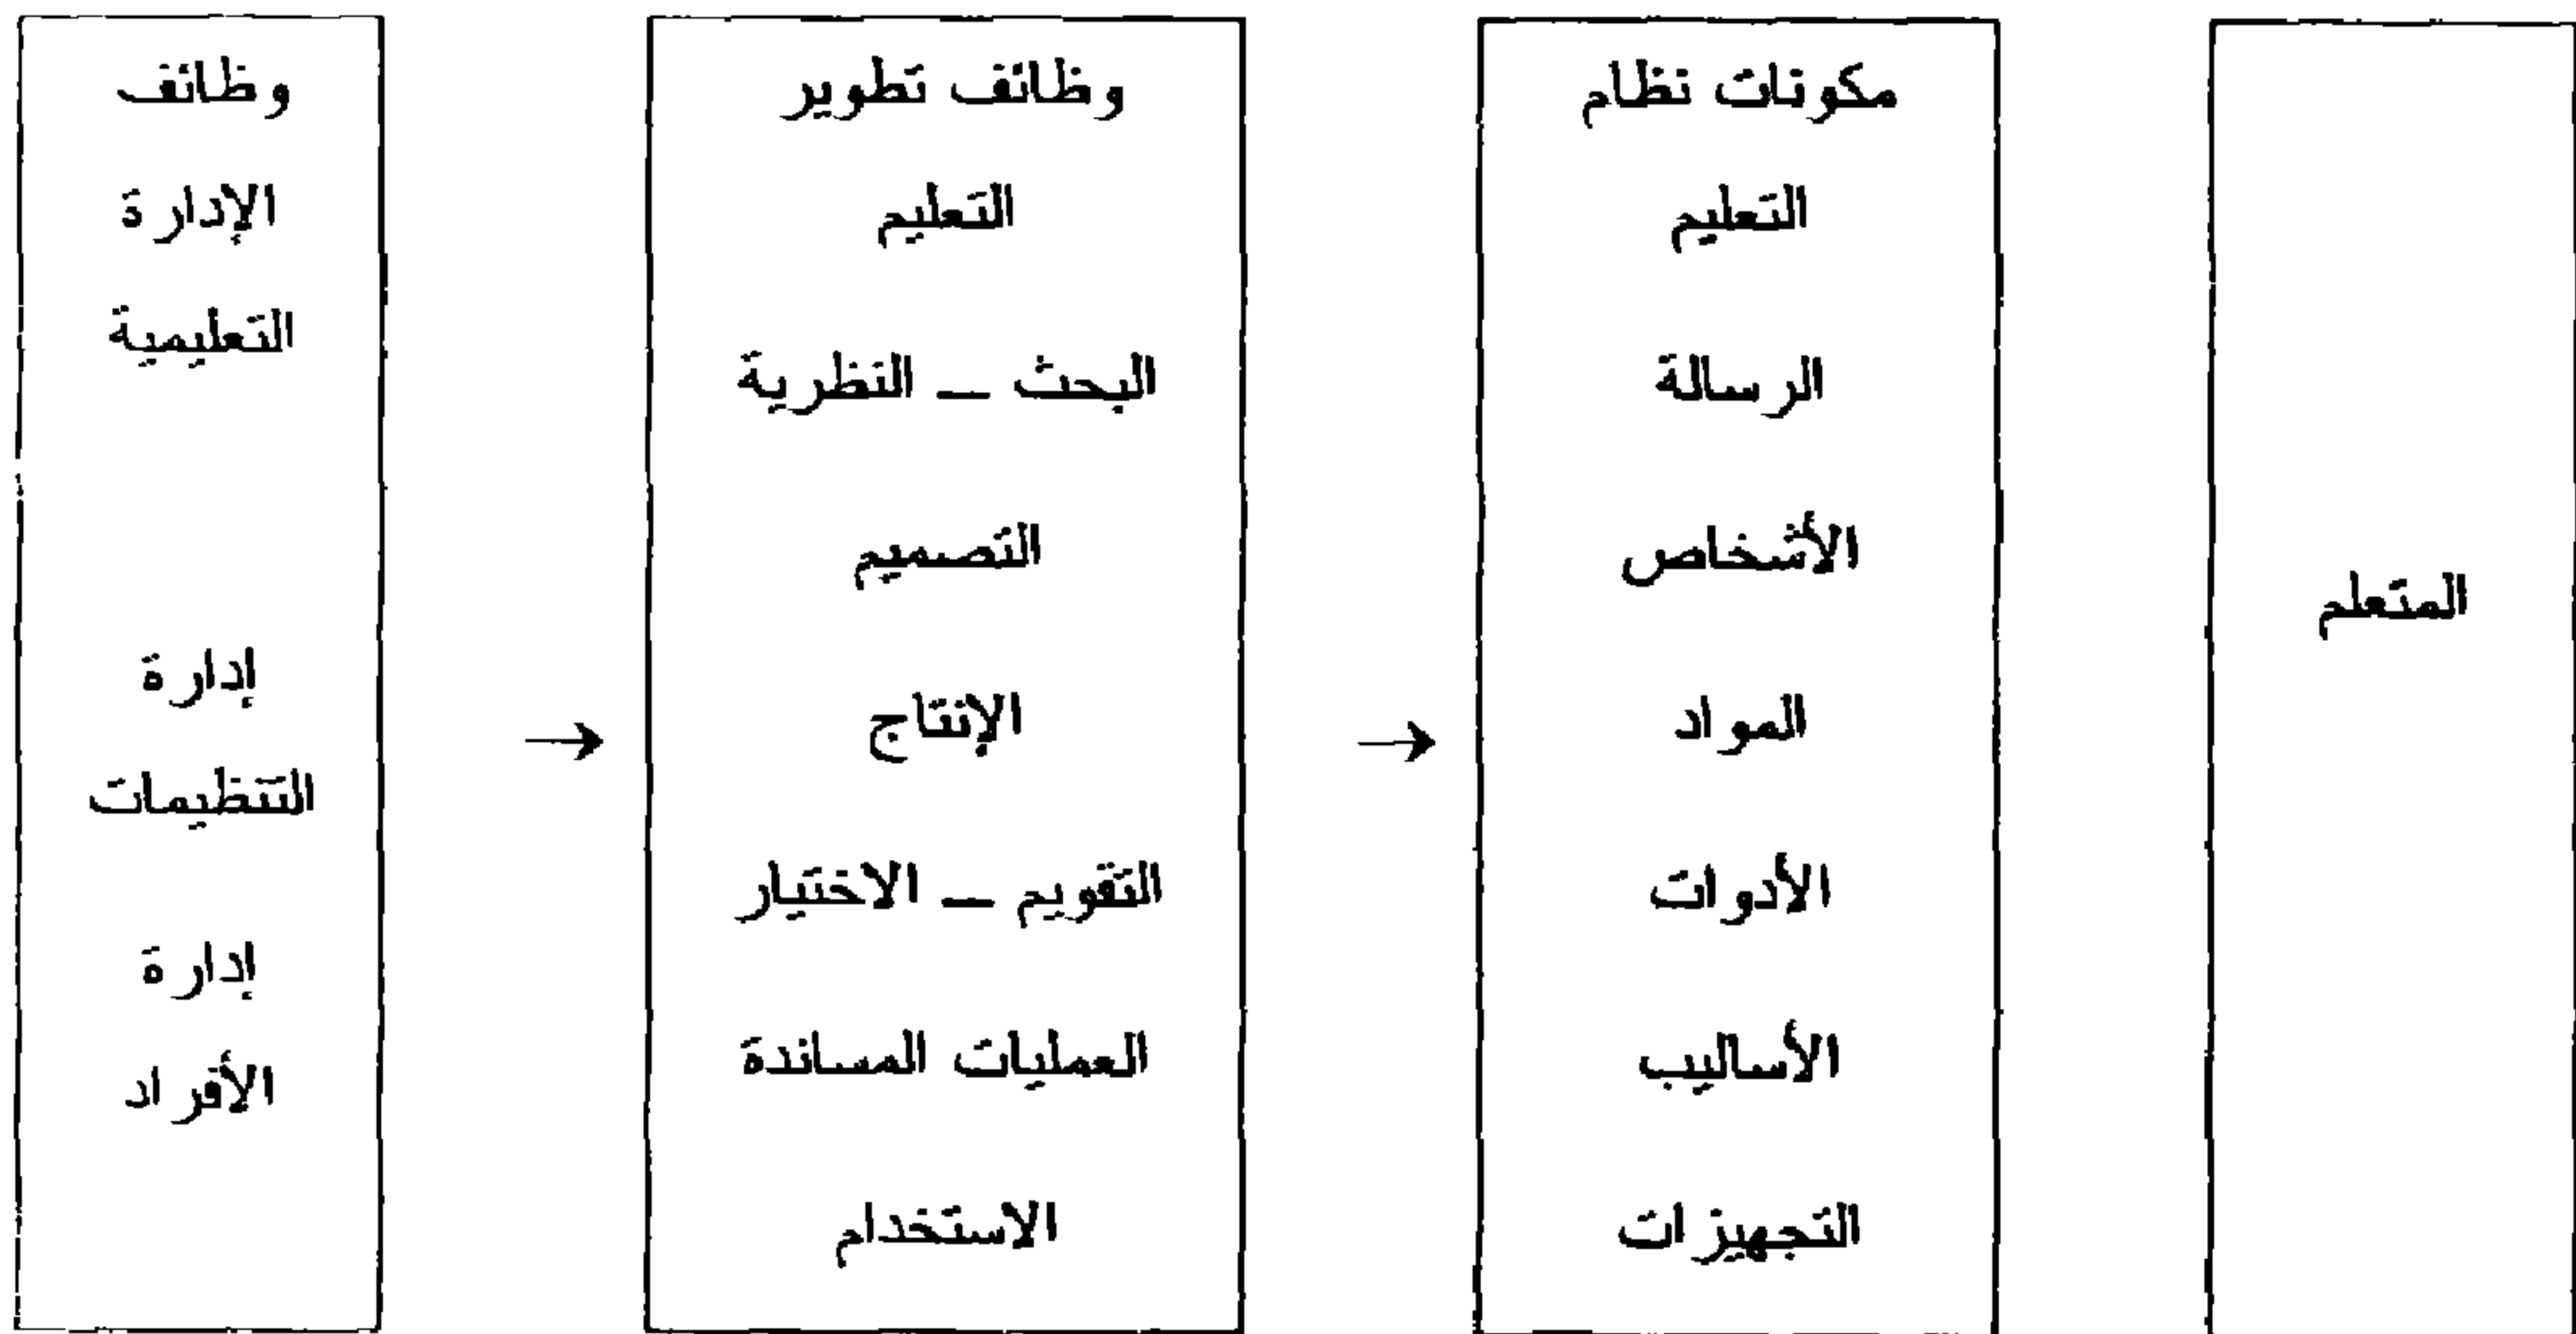 وظائف
الإدارة
التعليمية
إدارة
التنظيمات
إدارة
الأفراد
→
وظائف تطوير
التعليم
البحث – النظرية
التصميم
الإنتاج
التقويم – الاختيار
العمليات المساندة
الاستخدام
→
مكونات نظام
التعليم
الرسالة
الأشخاص
المواد
الأدوات
الأساليب
التجهيزات
المتعلم